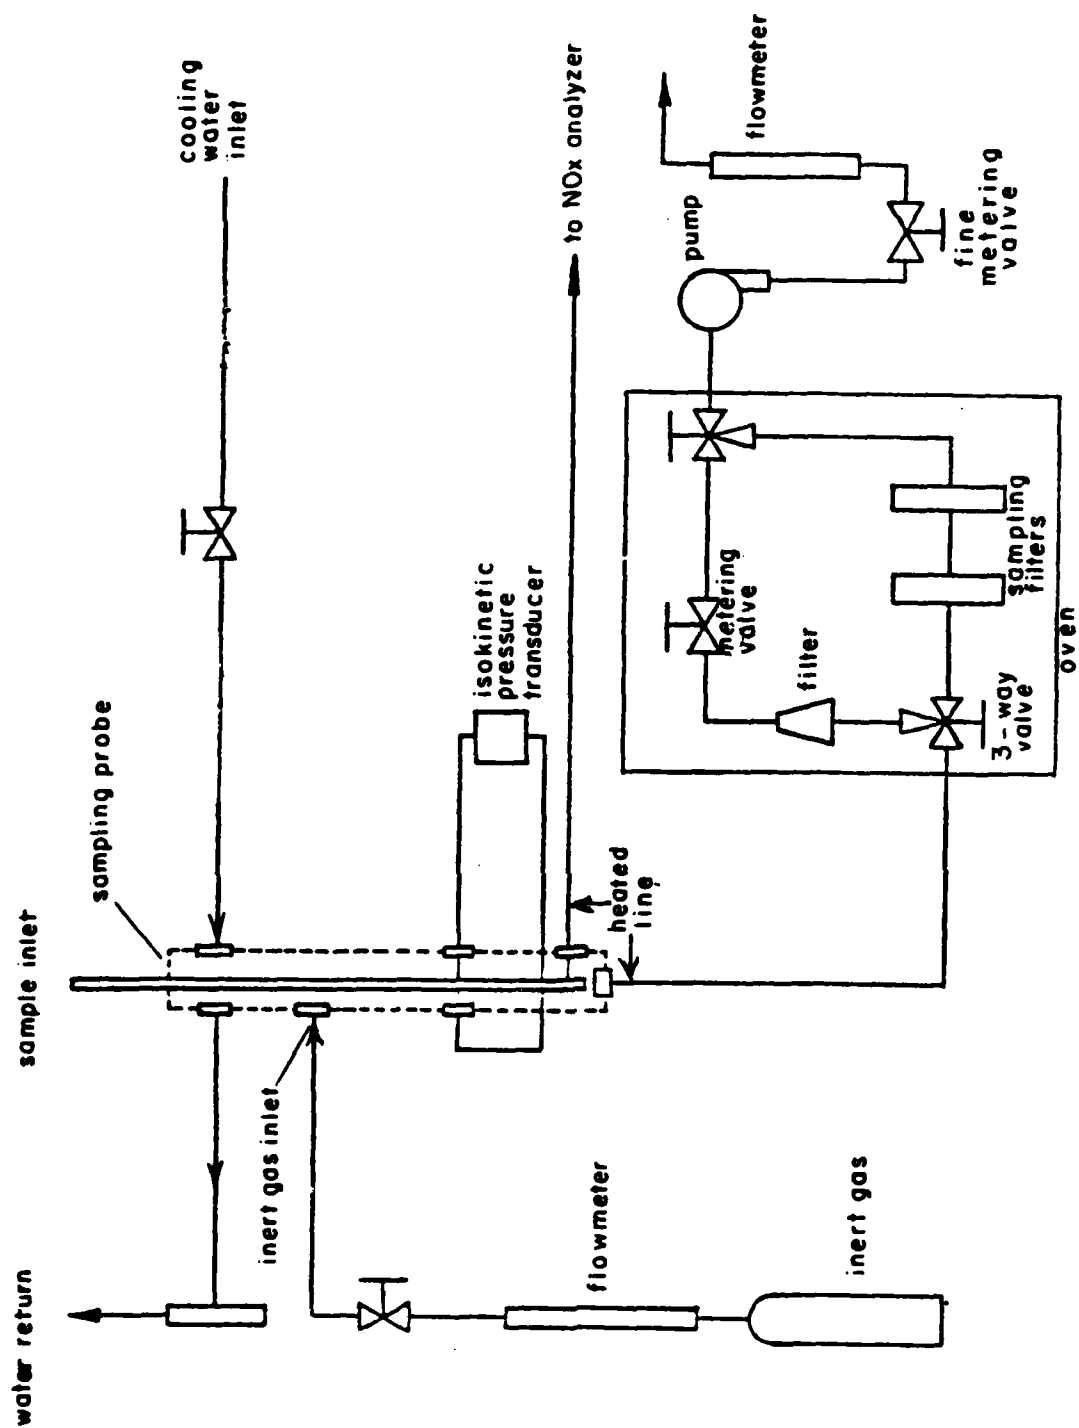 water return
sample inlet
sampling probe
cooling
water
inlet
inert gas inlet
isokinetic
pressure
transducer
to NOx analyzer
heated
line
flowmeter
inert gas
metering
valve
filter
3-way
valve
sampling
filters
oven
pump
fine
metering
valve
flowmeter